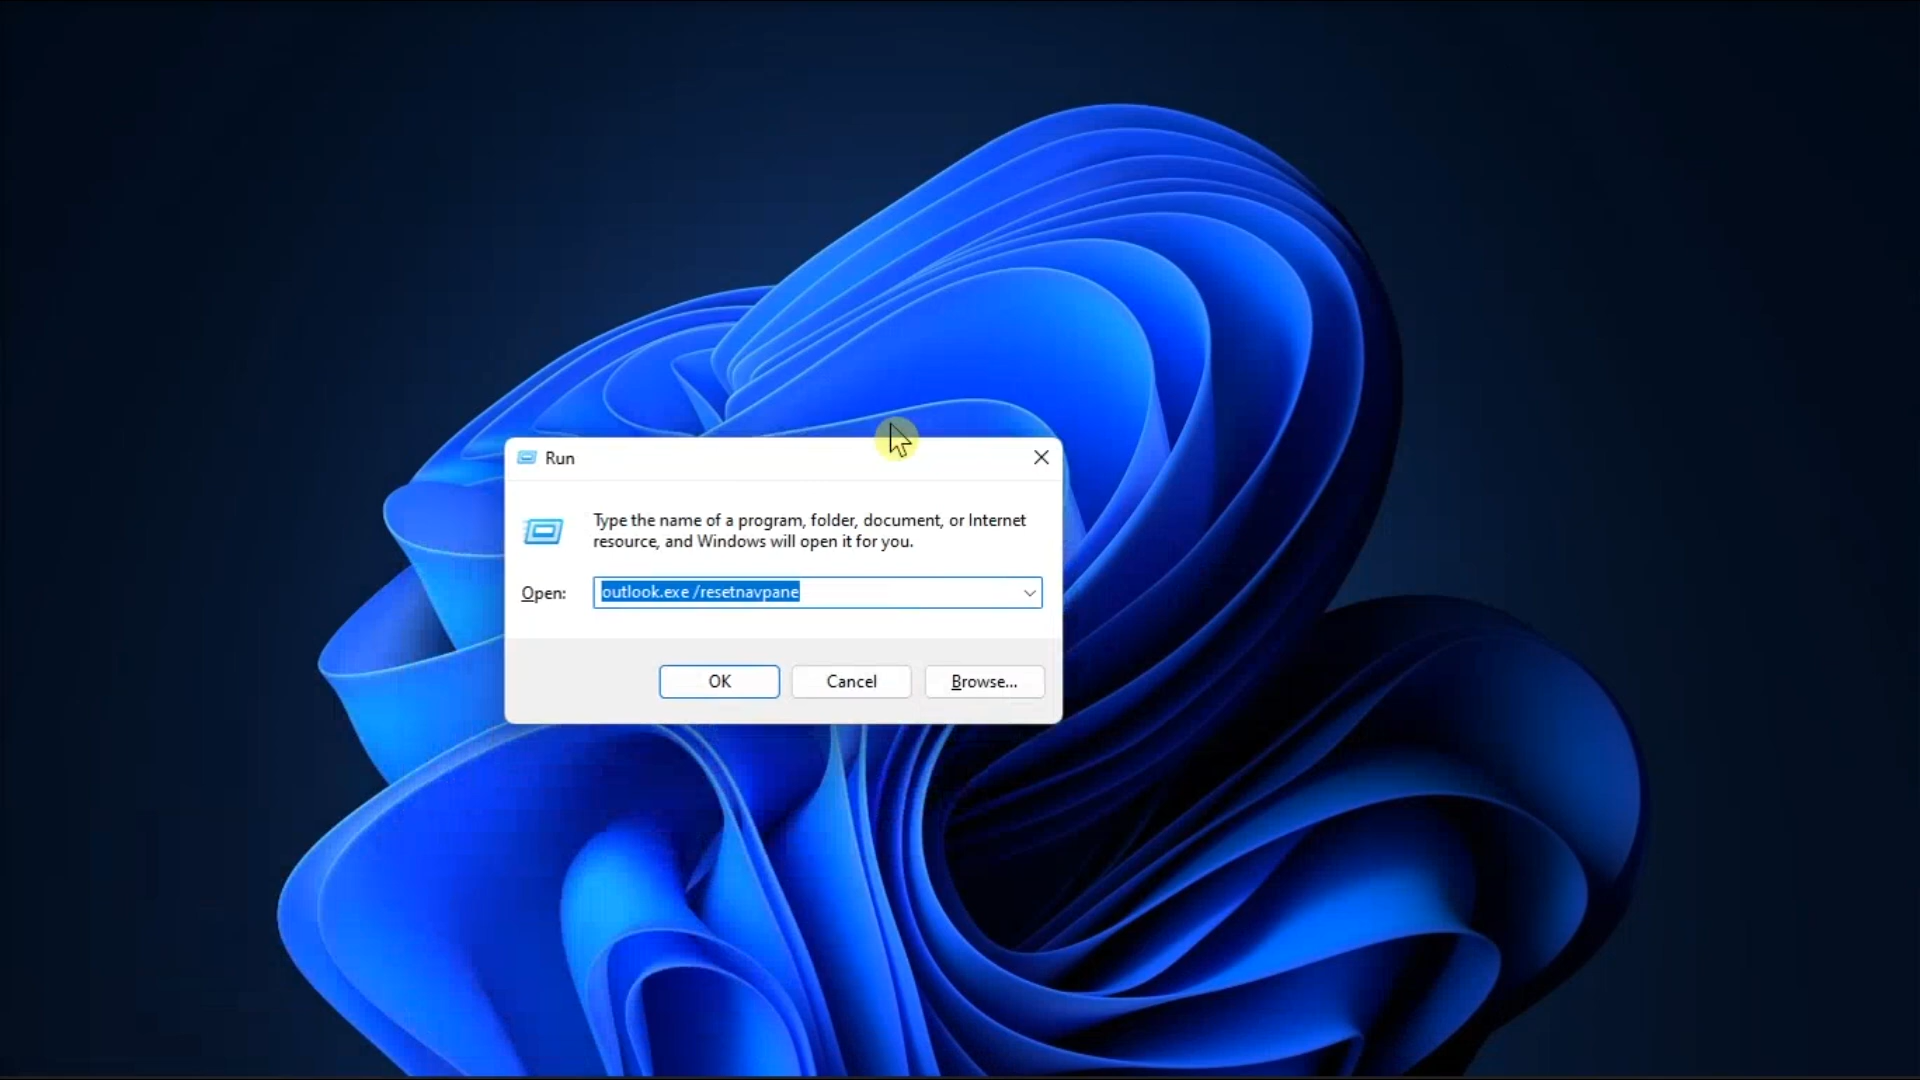 Run
Type the name of a program, folder, document, or Internet
resource, and Windows will open it for you.
Open:
outlook.exe /resetnavpane
OK
Cancel
Browse...